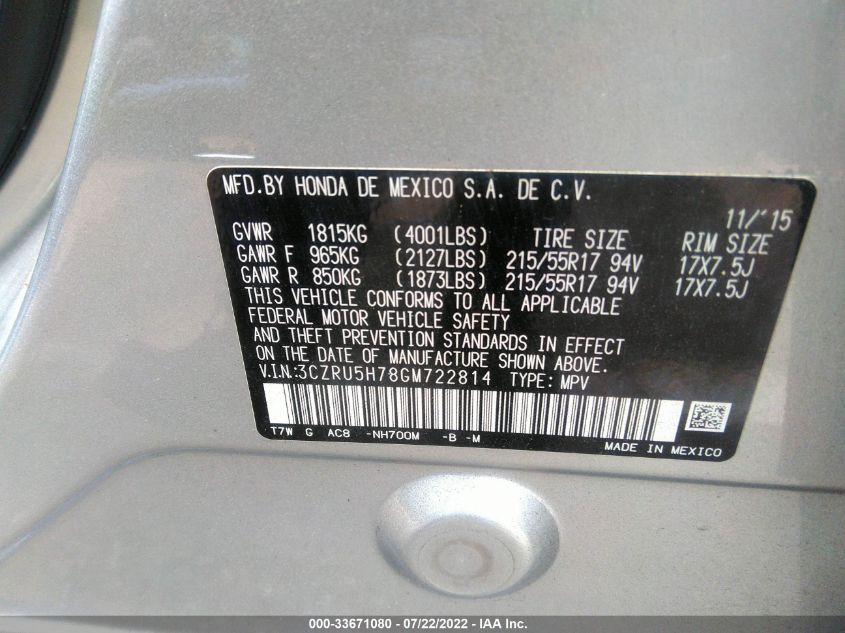 MFD.BY HONDA DE MEXICO S.A. DE C.V.
11/'15
GVWR 1815KG (4001LBS) TIRE SIZE RIM SIZE
GAWR F 965KG (2127LBS) 215/55R17 94V 17X7.5J
GAWR R 850KG (1873LBS) 215/55R17 94V 17X7.5J
THIS VEHICLE CONFORMS TO ALL APPLICABLE
FEDERAL MOTOR VEHICLE SAFETY
AND THEFT PREVENTION STANDARDS IN EFFECT
ON THE DATE OF MANUFACTURE SHOWN ABOVE.
V.I.N:3CZRU5H78GM722814 TYPE: MPV
T7W G AC8 -NH700M -B -M
MADE IN MEXICO
000-33671080 - 07/22/2022 - IAA Inc.